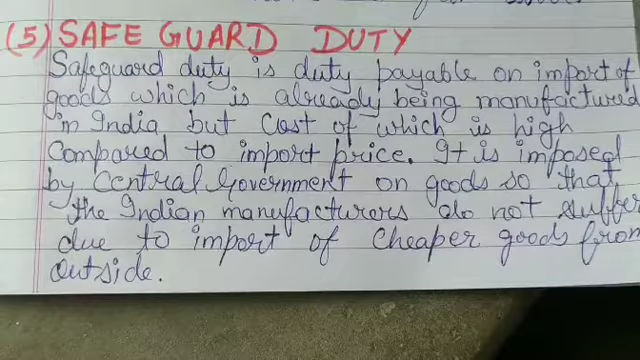 (5) SAFE GUARD DUTY
Safeguard duty is duty payable on import of
goods which is already being manufactured
in India but cost of which is high
compared to import price. It is imposed
by Central Government on goods so that
the Indian manufacturers do not suffer
due to import of cheaper goods from
outside.